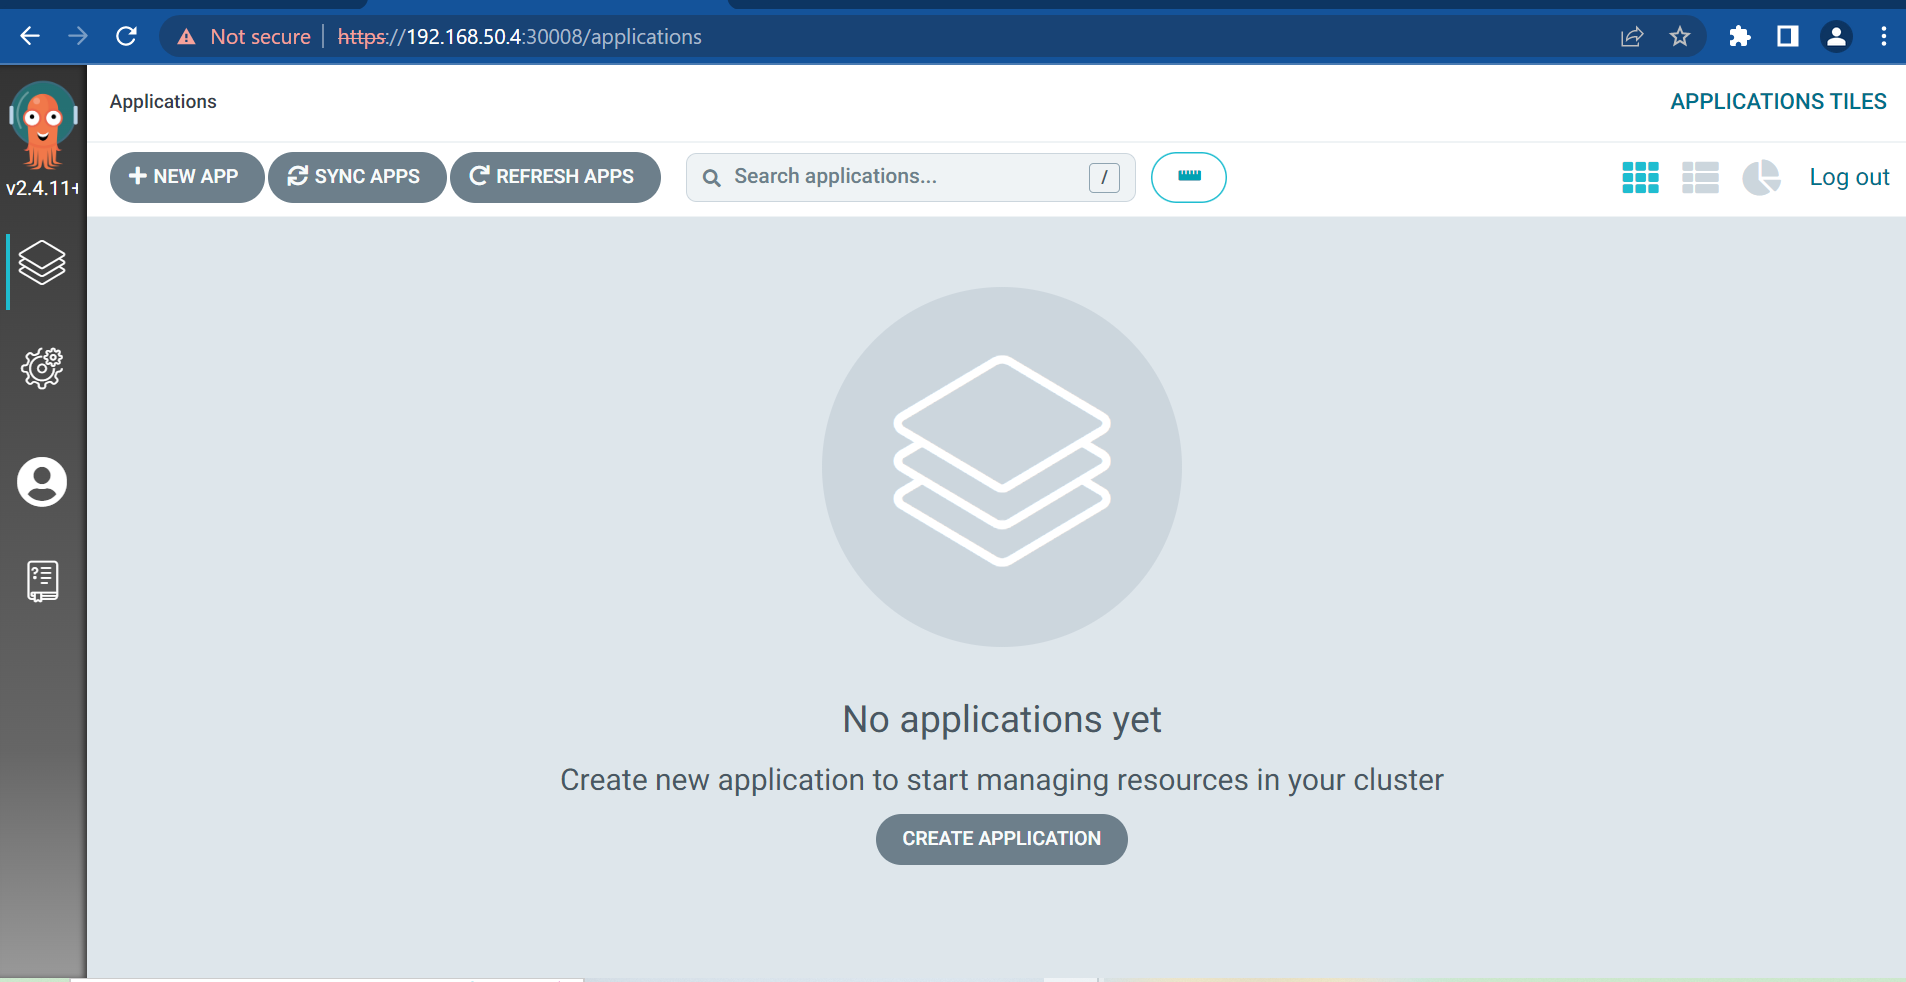 Not secure https://192.168.50.4:30008/applications
v2.4.11+
Applications
APPLICATIONS TILES
NEW APP SYNC APPS REFRESH APPS Search applications... / Log out
No applications yet
Create new application to start managing resources in your cluster
CREATE APPLICATION